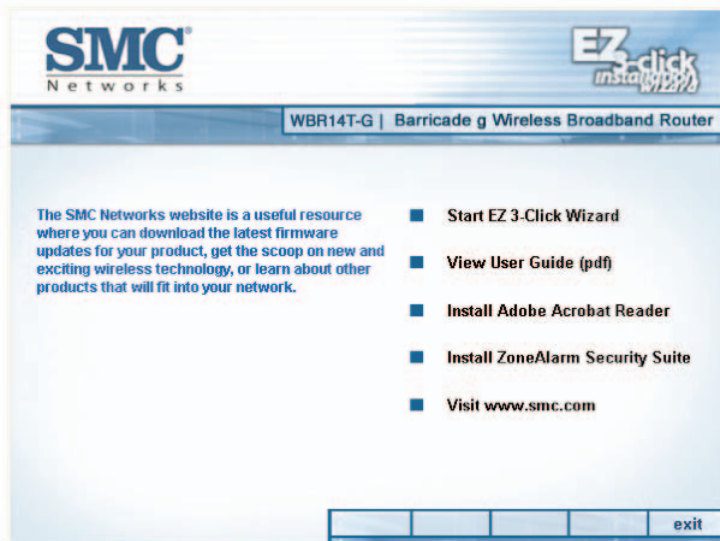 SMC®
Networks
EZ
3-click
installation
wizard
WBR14T-G | Barricade g Wireless Broadband Router
The SMC Networks website is a useful resource
where you can download the latest firmware
updates for your product, get the scoop on new and
exciting wireless technology, or learn about other
products that will fit into your network.
Start EZ 3-Click Wizard
View User Guide (pdf)
Install Adobe Acrobat Reader
Install ZoneAlarm Security Suite
Visit www.smc.com
exit